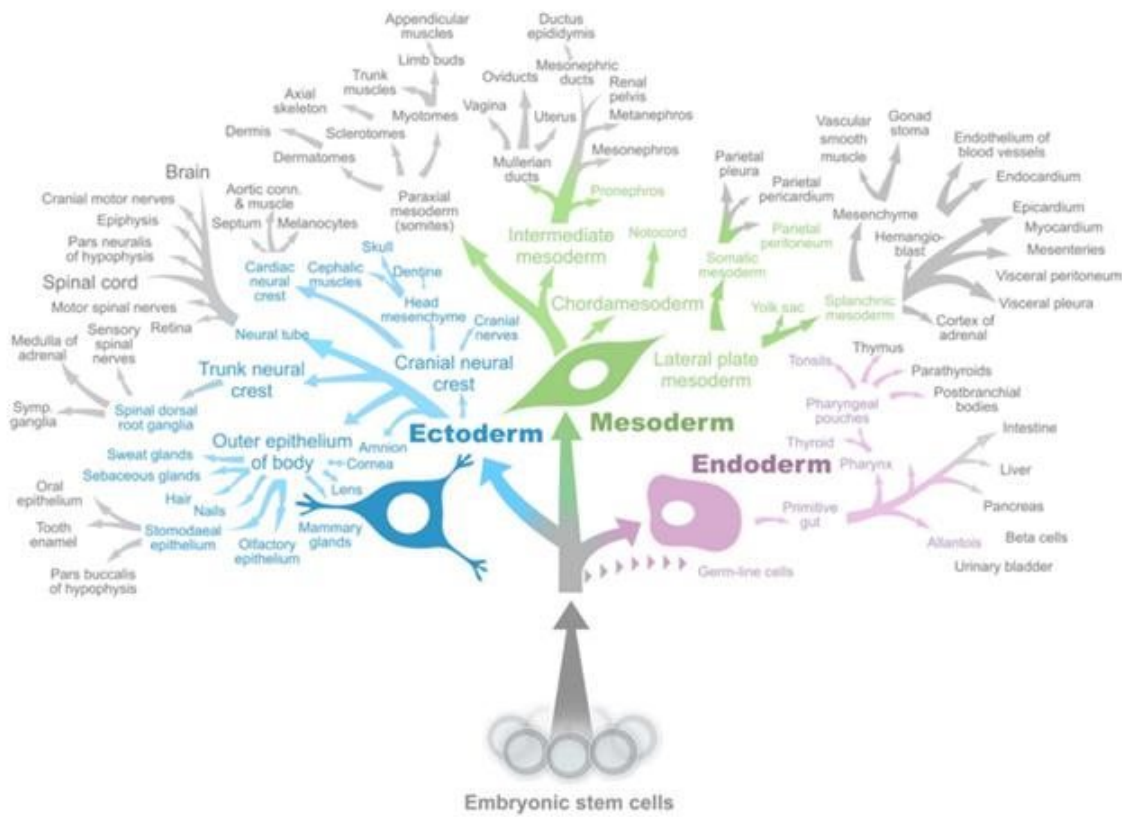 Appendicular
muscles
Limb buds
Trunk
muscles
Axial
skeleton
Myotomes
Sclerotomes
Dermis
Dermatomes
Paraxial
mesoderm
(somites)
Ductus
epididymis
Mesonephric
ducts
Oviducts
Renal
pelvis
Vagina
Uterus
Metanephros
Mullerian
ducts
Mesonephros
Pronephros
Intermediate
mesoderm
Notocord
Chordamesoderm
Parietal
pleura
Parietal
pericardium
Parietal
peritoneum
Somatic
mesoderm
Vascular
smooth
muscle
Gonad
stoma
Endothelium of
blood vessels
Endocardium
Mesenchyme
Hemangio-
blast
Epicardium
Myocardium
Mesenteries
Visceral peritoneum
Visceral pleura
Cortex of
adrenal
Yolk sac
Splanchnic
mesoderm
Lateral plate
mesoderm
Brain
Cranial motor nerves
Epiphysis
Pars neuralis
of hypophysis
Spinal cord
Motor spinal nerves
Retina
Neural tube
Aortic conn.
& muscle
Septum
Melanocytes
Cardiac
neural
crest
Skull
Cephalic
muscles
Dentine
Head
mesenchyme
Cranial
nerves
Cranial neural
crest
Medulla of
adrenal
Sensory
spinal
nerves
Trunk neural
crest
Symp.
ganglia
Spinal dorsal
root ganglia
Outer epithelium
of body
Amnion
Cornea
Lens
Sweat glands
Sebaceous glands
Hair
Nails
Mammary
glands
Olfactory
epithelium
Stomodaeal
epithelium
Oral
epithelium
Tooth
enamel
Pars buccalis
of hypophysis
Ectoderm
Mesoderm
Endoderm
Tonsils
Thymus
Parathyroids
Postbranchial
bodies
Pharyngeal
pouches
Thyroid
Pharynx
Intestine
Liver
Pancreas
Primitive
gut
Allantois
Beta cells
Urinary bladder
Germ-line cells
Embryonic stem cells